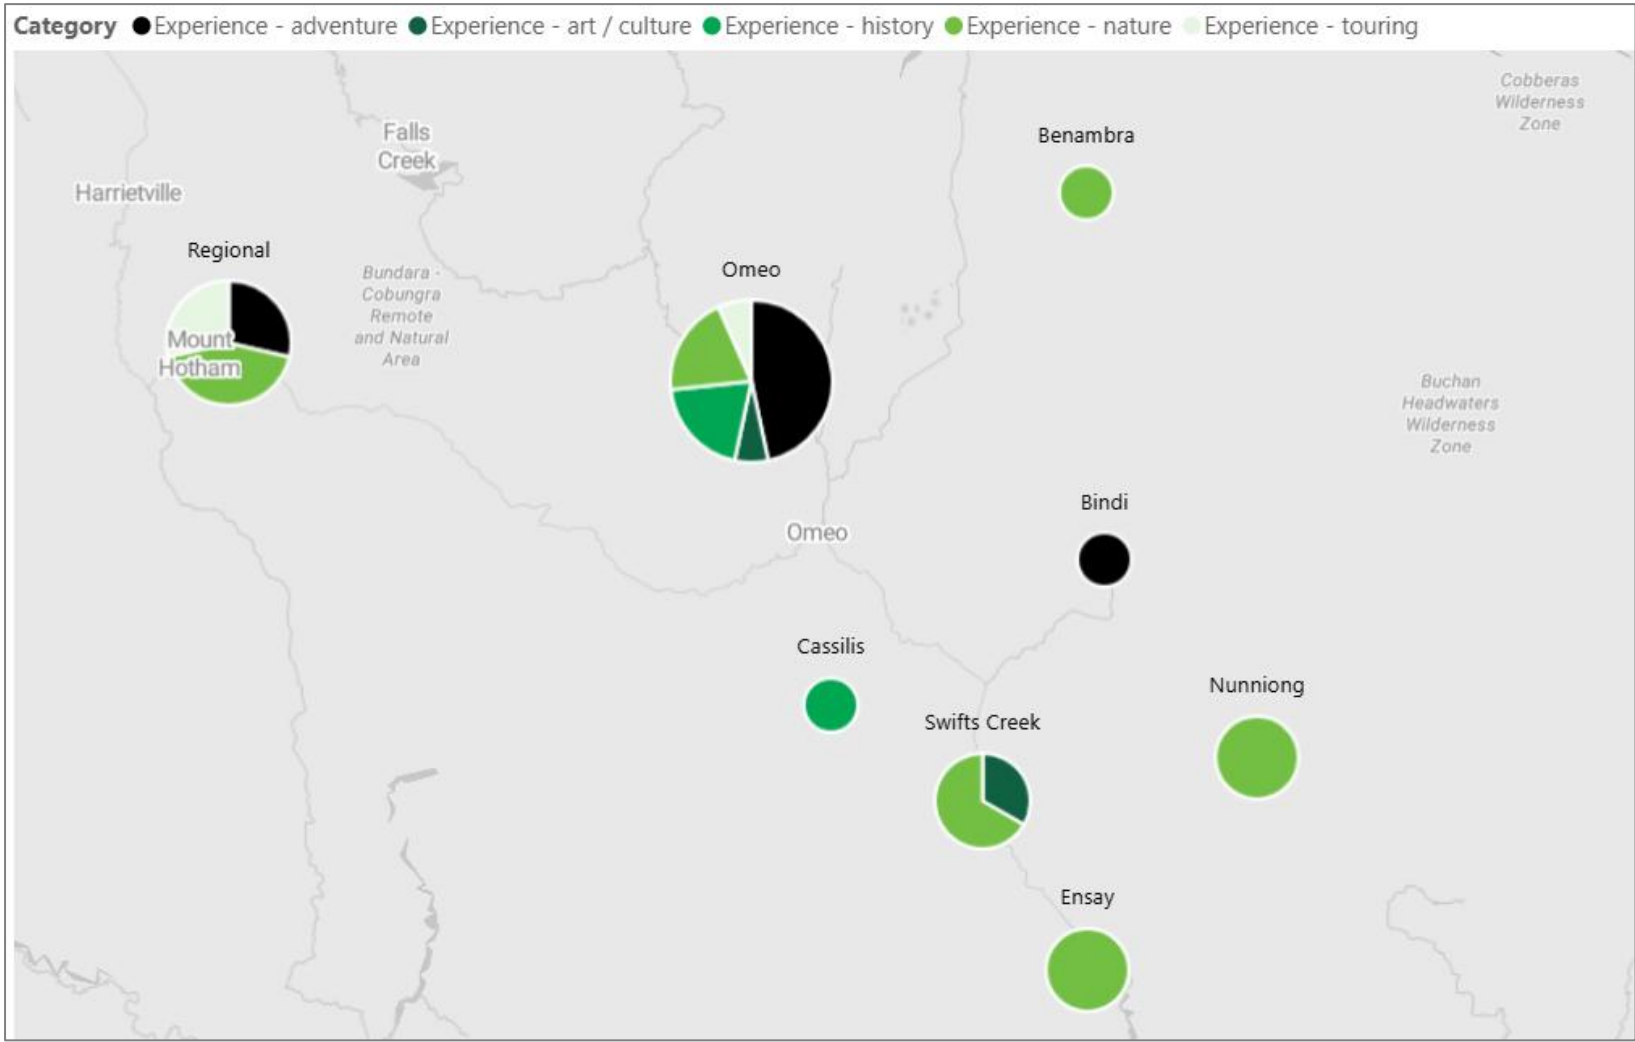 Category Experience - adventure Experience - art / culture Experience - history Experience - nature Experience - touring
Cobberas
Wilderness
Zone
Falls
Creek
Benambra
Harrietville
Regional
Bundara -
Cobungra
Remote
and Natural
Area
Omeo
Mount
Hotham
Buchan
Headwaters
Wilderness
Zone
Bindi
Omeo
Cassilis
Nunniong
Swifts Creek
Ensay